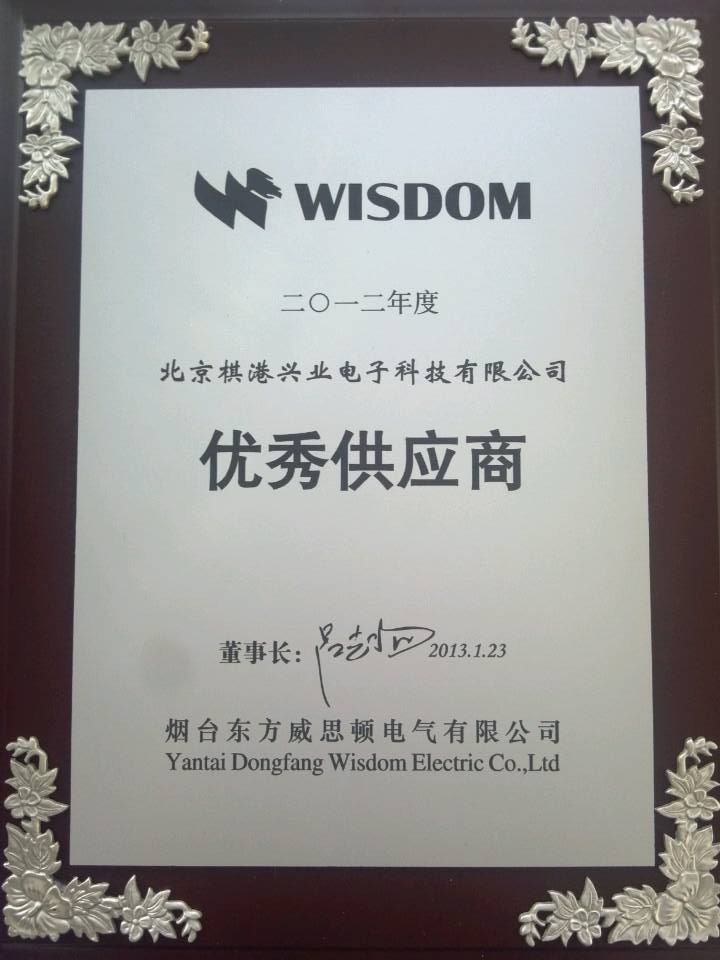 WISDOM
二〇一二年度
北京棋港兴业电子科技有限公司
优秀供应商
董事长： 2013.1.23
烟台东方威思顿电气有限公司
Yantai Dongfang Wisdom Electric Co.,Ltd